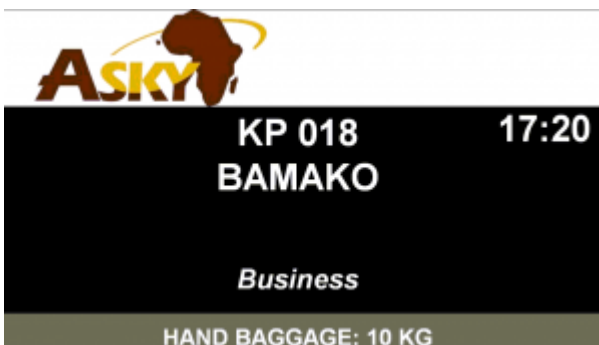 ASKY
KP 018 17:20
BAMAKO
Business
HAND BAGGAGE: 10 KG